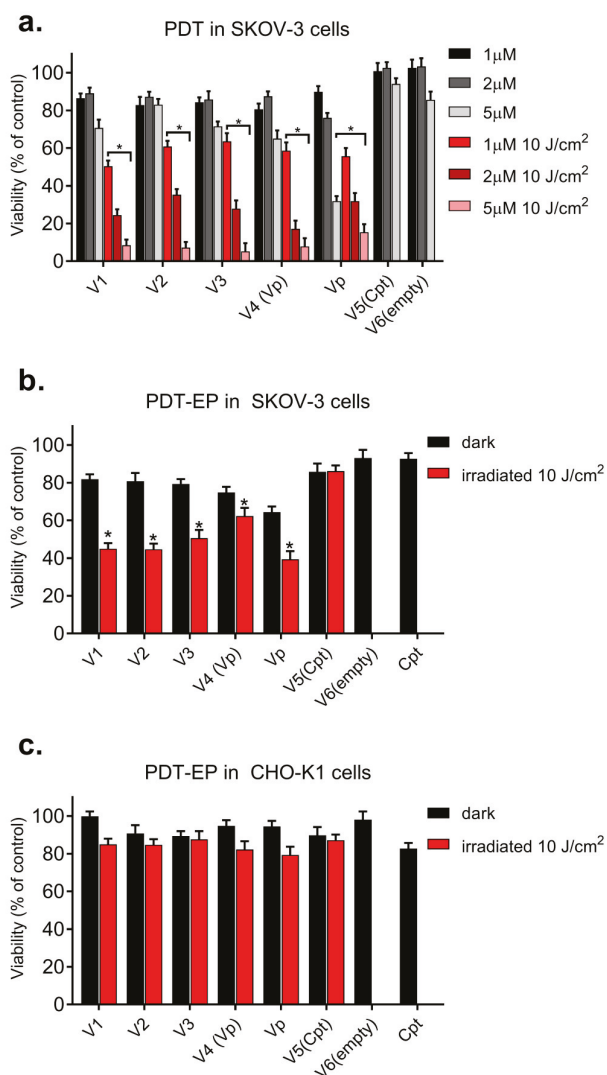 a.
PDT in SKOV-3 cells
Viability (% of control)
100
80
60
40
20
0
* * * * *
V1
V2
V3
V4 (Vp)
Vp
V5(Cpt)
V6(empty)
1μM
2μM
5μM
1μM 10 J/cm²
2μM 10 J/cm²
5μM 10 J/cm²
b.
PDT-EP in SKOV-3 cells
Viability (% of control)
100
80
60
40
20
0
* * * * *
V1
V2
V3
V4 (Vp)
Vp
V5(Cpt)
V6(empty)
Cpt
dark
irradiated 10 J/cm²
c.
PDT-EP in CHO-K1 cells
Viability (% of control)
100
80
60
40
20
0
V1
V2
V3
V4 (Vp)
Vp
V5(Cpt)
V6(empty)
Cpt
dark
irradiated 10 J/cm²